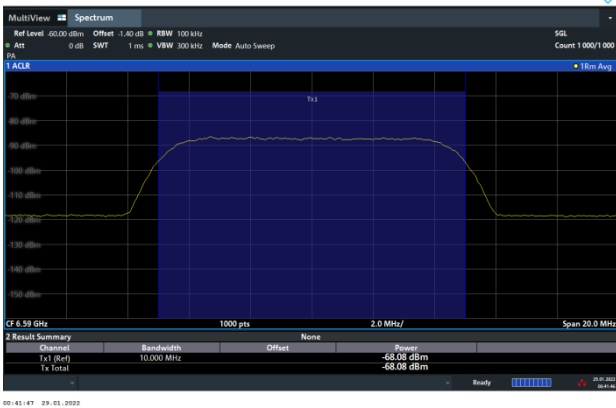 MultiView Spectrum
Ref Level -60.00 dBm Offset -1.40 dB RBW 100 kHz SGL
Att 0 dB SWT 1 ms VBW 300 kHz Mode Auto Sweep Count 1000/1000
PA
1 ACLR 1Rm Avg
Tx1
-70 dBm
-80 dBm
-90 dBm
-100 dBm
-110 dBm
-120 dBm
-130 dBm
-140 dBm
-150 dBm
CF 6.59 GHz 1000 pts 2.0 MHz/ Span 20.0 MHz
2 Result Summary None
Channel Bandwidth Offset Power
Tx1 (Ref) 10.000 MHz -68.08 dBm
Tx Total -68.08 dBm
Ready 29.01.2022
00:41:46
00:41:47 29.01.2022